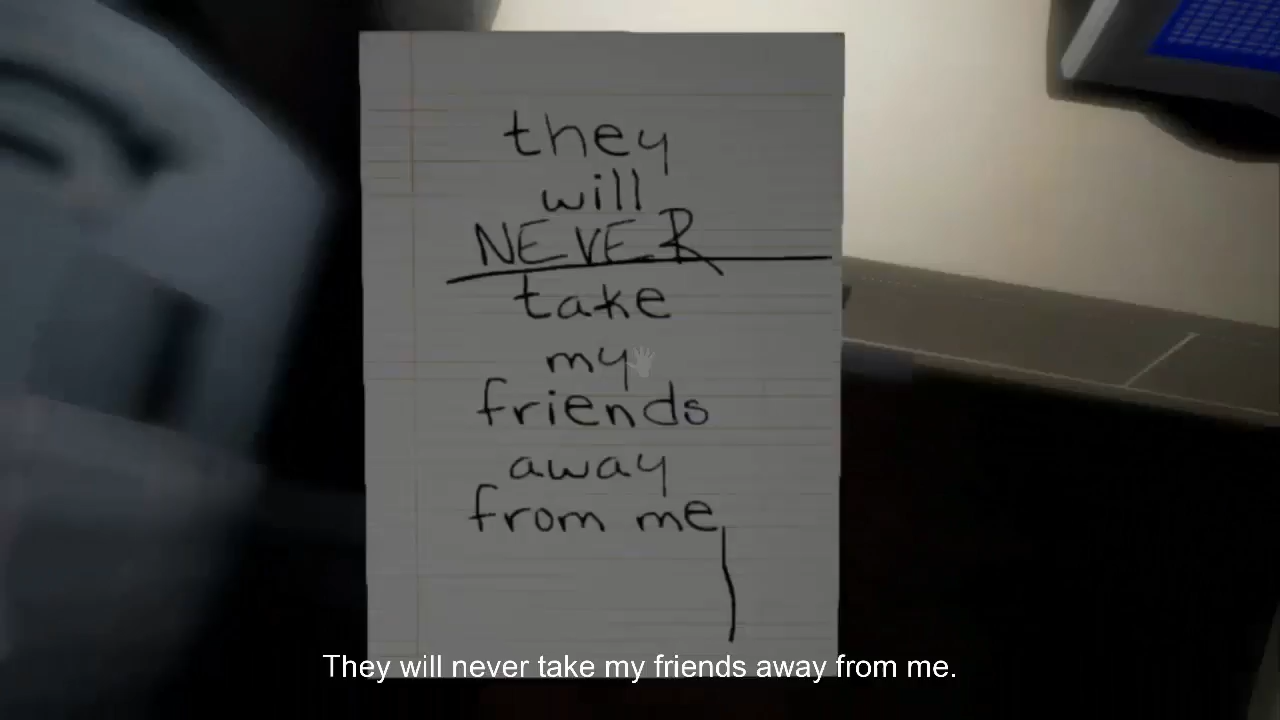 they
will
NEVER
take
my
friends
away
from me
They will never take my friends away from me.